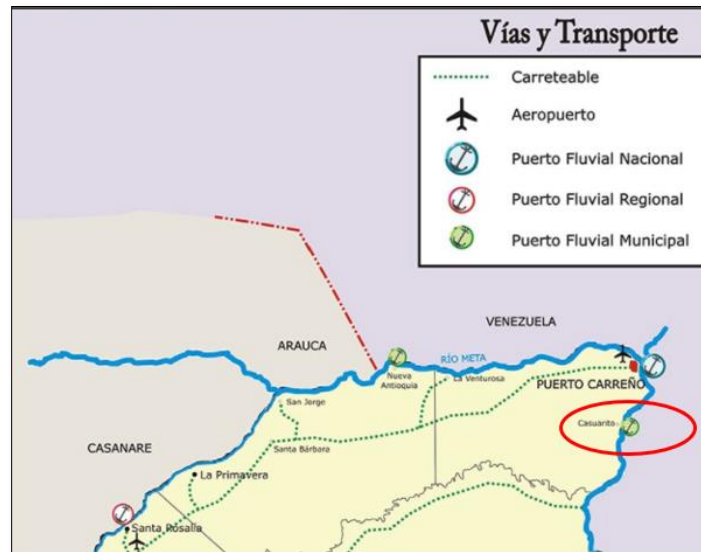 Vías y Transporte
Carreteable
Aeropuerto
Puerto Fluvial Nacional
Puerto Fluvial Regional
Puerto Fluvial Municipal
VENEZUELA
ARAUCA
RÍO META
Nueva
Antioquia
La Venturosa
PUERTO CARREÑO
San Jorge
Casuarito
CASANARE
Santa Bárbara
La Primavera
Santa Rosalía